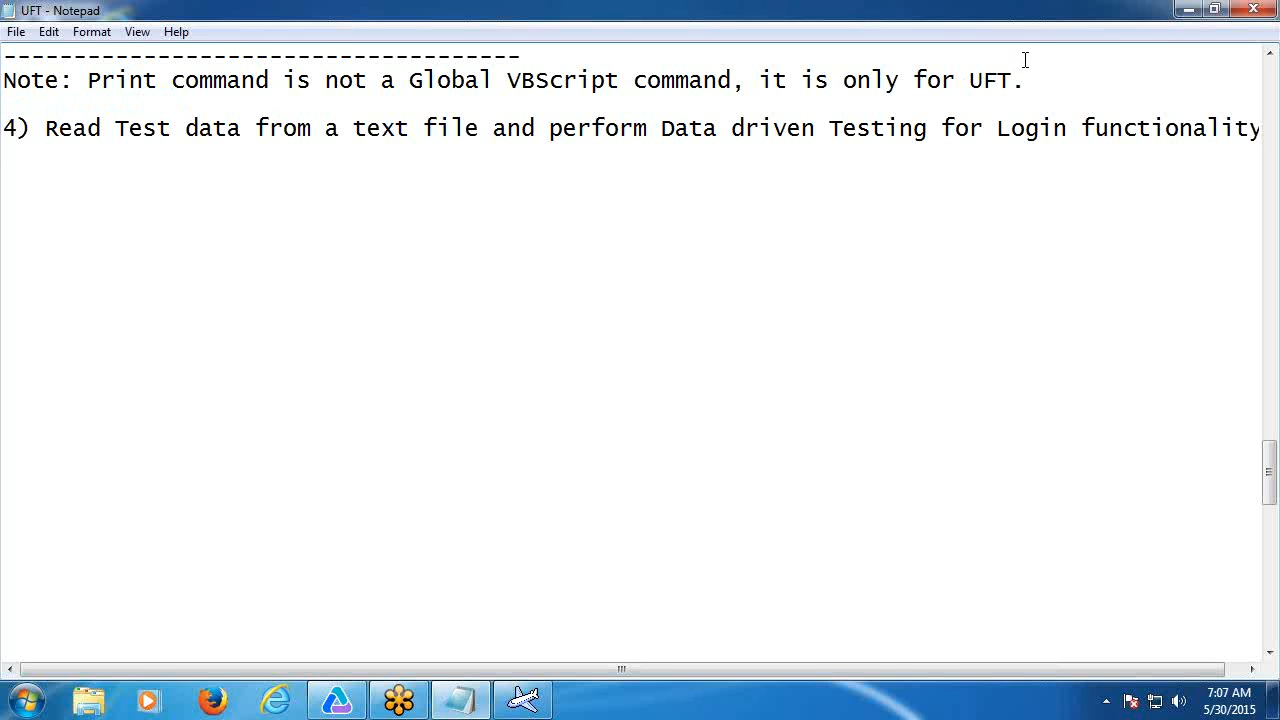 UFT - Notepad
File Edit Format View Help
-------------------------------------
Note: Print command is not a Global VBScript command, it is only for UFT.
4) Read Test data from a text file and perform Data driven Testing for Login functionality
7:07 AM
5/30/2015